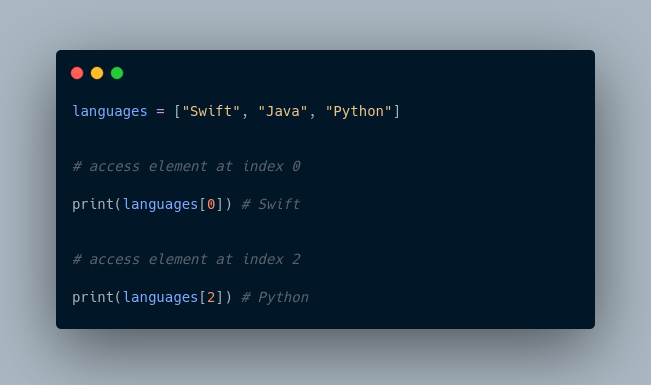 languages = ["Swift", "Java", "Python"]
# access element at index 0
print(languages[0]) # Swift
# access element at index 2
print(languages[2]) # Python